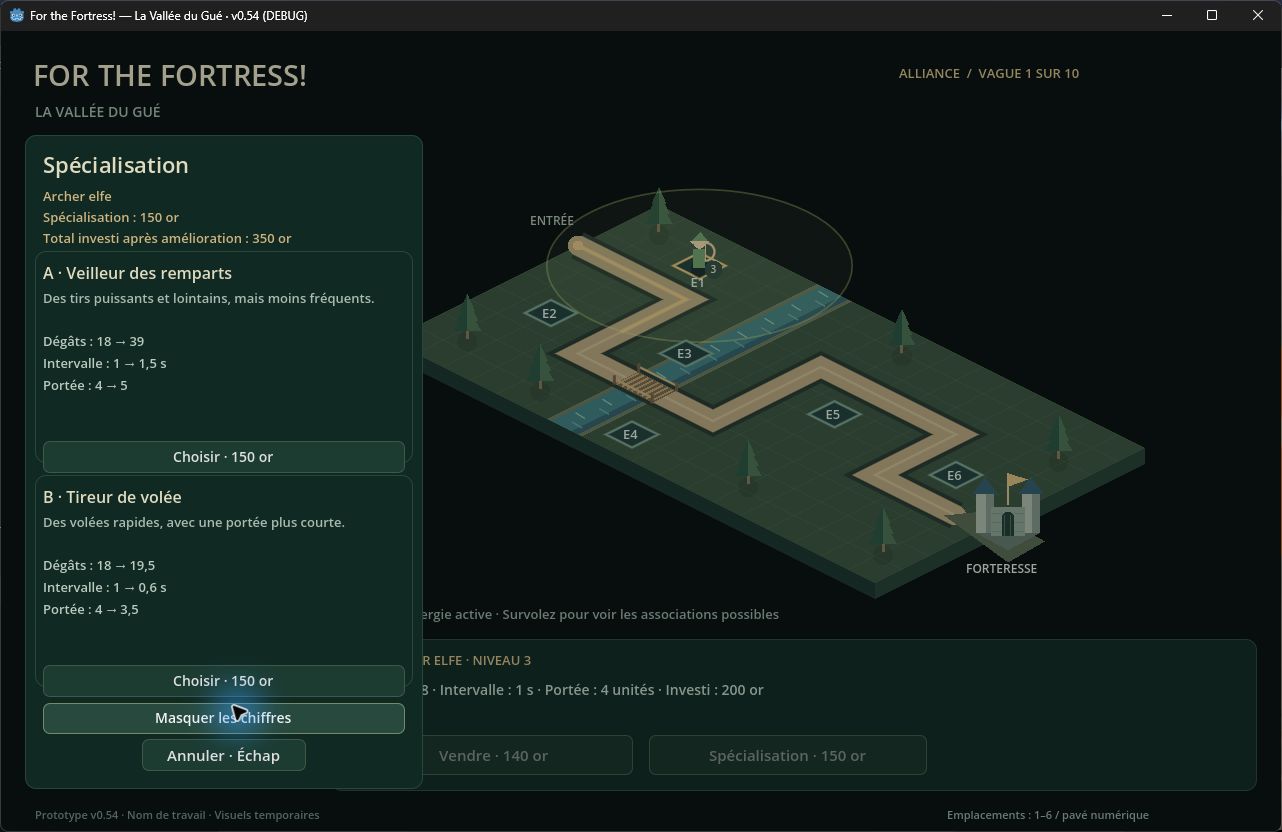 For the Fortress! — La Vallée du Gué · v0.54 (DEBUG)
FOR THE FORTRESS!
ALLIANCE / VAGUE 1 SUR 10
LA VALLÉE DU GUÉ
Spécialisation
Archer elfe
Spécialisation : 150 or
Total investi après amélioration : 350 or
A · Veilleur des remparts
Des tirs puissants et lointains, mais moins fréquents.
Dégâts : 18 → 39
Intervalle : 1 → 1,5 s
Portée : 4 → 5
Choisir · 150 or
B · Tireur de volée
Des volées rapides, avec une portée plus courte.
Dégâts : 18 → 19,5
Intervalle : 1 → 0,6 s
Portée : 4 → 3,5
Choisir · 150 or
Masquer les chiffres
Annuler · Échap
ENTRÉE
3
E1
E2
E3
E4
E5
E6
FORTERESSE
ergie active · Survolez pour voir les associations possibles
R ELFE · NIVEAU 3
8 · Intervalle : 1 s · Portée : 4 unités · Investi : 200 or
Vendre · 140 or
Spécialisation · 150 or
Prototype v0.54 · Nom de travail · Visuels temporaires
Emplacements : 1–6 / pavé numérique